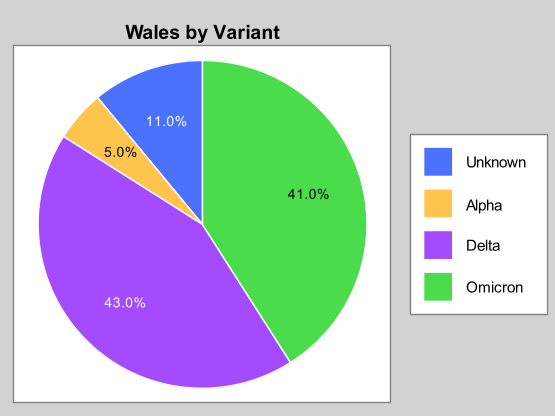 Wales by Variant
11.0%
5.0%
41.0%
43.0%
Unknown
Alpha
Delta
Omicron